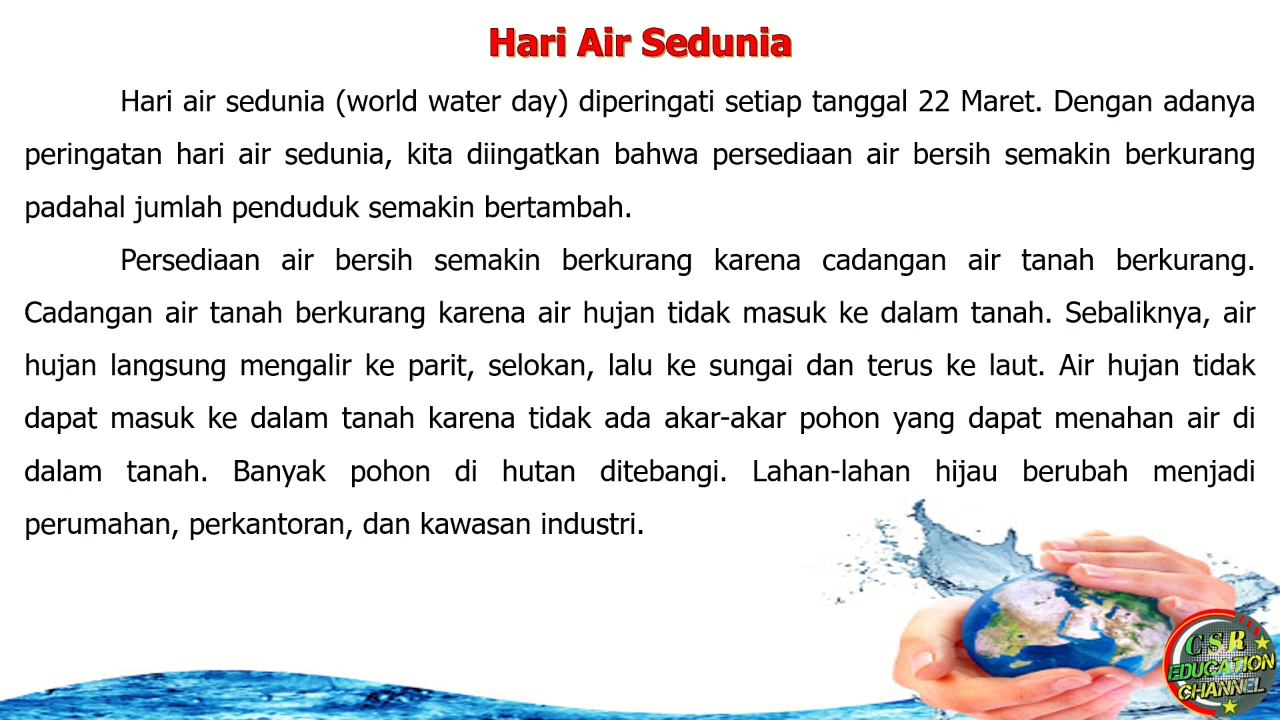 Hari Air Sedunia
Hari air sedunia (world water day) diperingati setiap tanggal 22 Maret. Dengan adanya
peringatan hari air sedunia, kita diingatkan bahwa persediaan air bersih semakin berkurang
padahal jumlah penduduk semakin bertambah.
Persediaan air bersih semakin berkurang karena cadangan air tanah berkurang.
Cadangan air tanah berkurang karena air hujan tidak masuk ke dalam tanah. Sebaliknya, air
hujan langsung mengalir ke parit, selokan, lalu ke sungai dan terus ke laut. Air hujan tidak
dapat masuk ke dalam tanah karena tidak ada akar-akar pohon yang dapat menahan air di
dalam tanah. Banyak pohon di hutan ditebangi. Lahan-lahan hijau berubah menjadi
perumahan, perkantoran, dan kawasan industri.
CSR
EDUCATION
CHANNEL